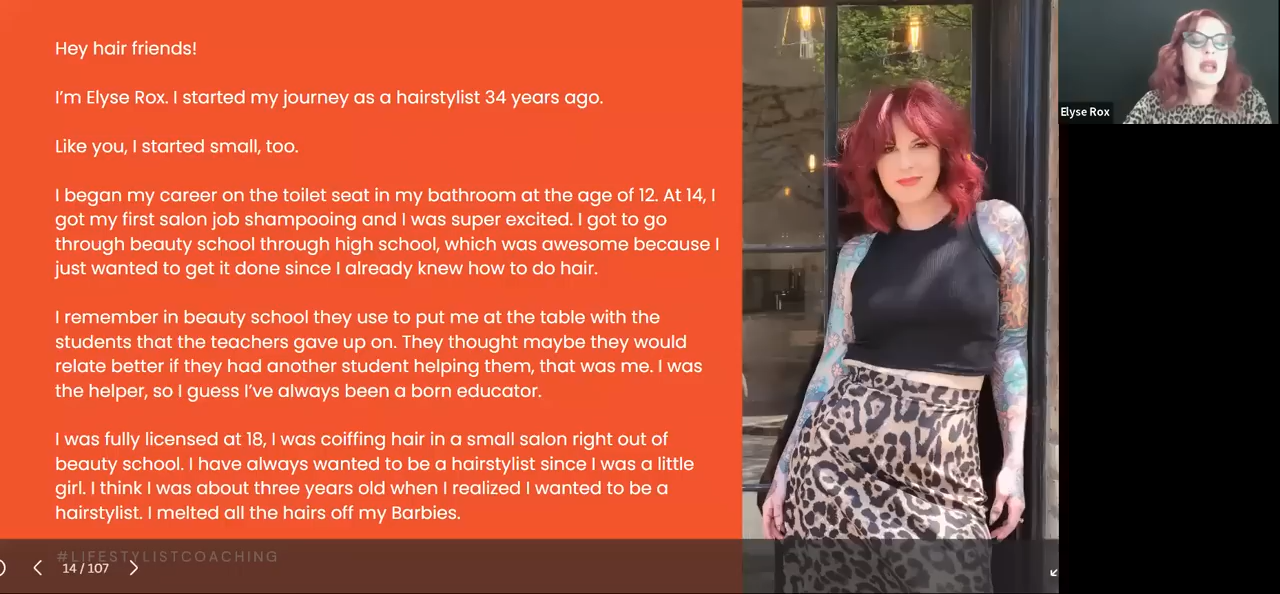 Hey hair friends!
I'm Elyse Rox. I started my journey as a hairstylist 34 years ago.
Like you, I started small, too.
I began my career on the toilet seat in my bathroom at the age of 12. At 14, I
got my first salon job shampooing and I was super excited. I got to go
through beauty school through high school, which was awesome because I
just wanted to get it done since I already knew how to do hair.
I remember in beauty school they use to put me at the table with the
students that the teachers gave up on. They thought maybe they would
relate better if they had another student helping them, that was me. I was
the helper, so I guess I've always been a born educator.
I was fully licensed at 18, I was coiffing hair in a small salon right out of
beauty school. I have always wanted to be a hairstylist since I was a little
girl. I think I was about three years old when I realized I wanted to be a
hairstylist. I melted all the hairs off my Barbies.
#LIFESTYLISTCOACHING
14 / 107
Elyse Rox